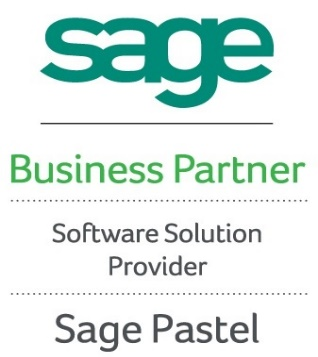 sage
Business Partner
Software Solution
Provider
Sage Pastel